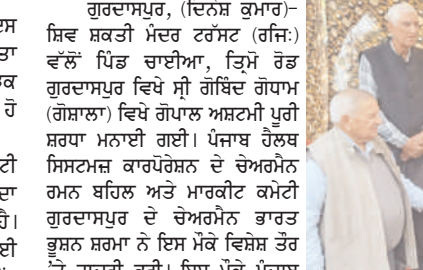 ਗੁਰਦਾਸਪੁਰ, (ਦਿਨੇਸ਼ ਕੁਮਾਰ)-
ਸ਼ਿਵ ਸ਼ਕਤੀ ਮੰਦਰ ਟਰੱਸਟ (ਰਜਿ:)
ਵੱਲੋਂ ਪਿੰਡ ਚਾਈਆ, ਤ੍ਰਿਮੋ ਰੋਡ
ਗੁਰਦਾਸਪੁਰ ਵਿਖੇ ਸ੍ਰੀ ਗੋਬਿੰਦ ਗੋਧਾਮ
(ਗੋਸ਼ਾਲਾ) ਵਿਖੇ ਗੋਪਾਲ ਅਸ਼ਟਮੀ ਪੂਰੀ
ਸ਼ਰਧਾ ਮਨਾਈ ਗਈ। ਪੰਜਾਬ ਹੈਲਥ
ਸਿਸਟਮਜ਼ ਕਾਰਪੋਰੇਸ਼ਨ ਦੇ ਚੇਅਰਮੈਨ
ਰਮਨ ਬਹਿਲ ਅਤੇ ਮਾਰਕੀਟ ਕਮੇਟੀ
ਗੁਰਦਾਸਪੁਰ ਦੇ ਚੇਅਰਮੈਨ ਭਾਰਤ
ਭੂਸ਼ਨ ਸ਼ਰਮਾ ਨੇ ਇਸ ਮੌਕੇ ਵਿਸ਼ੇਸ਼ ਤੌਰ